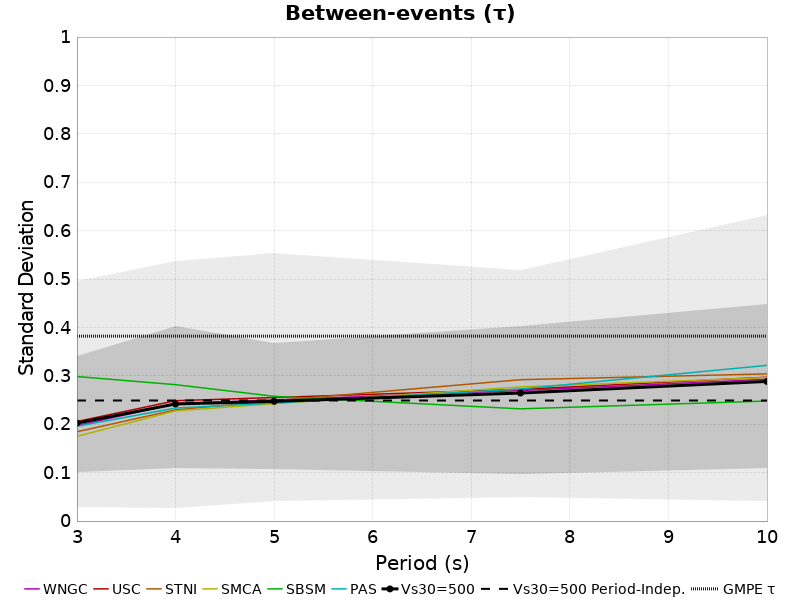 Between-events (τ)
Standard Deviation
1
0.9
0.8
0.7
0.6
0.5
0.4
0.3
0.2
0.1
0
3 4 5 6 7 8 9 10
Period (s)
WNGC USC STNI SMCA SBSM PAS Vs30=500 Vs30=500 Period-Indep. GMPE τ